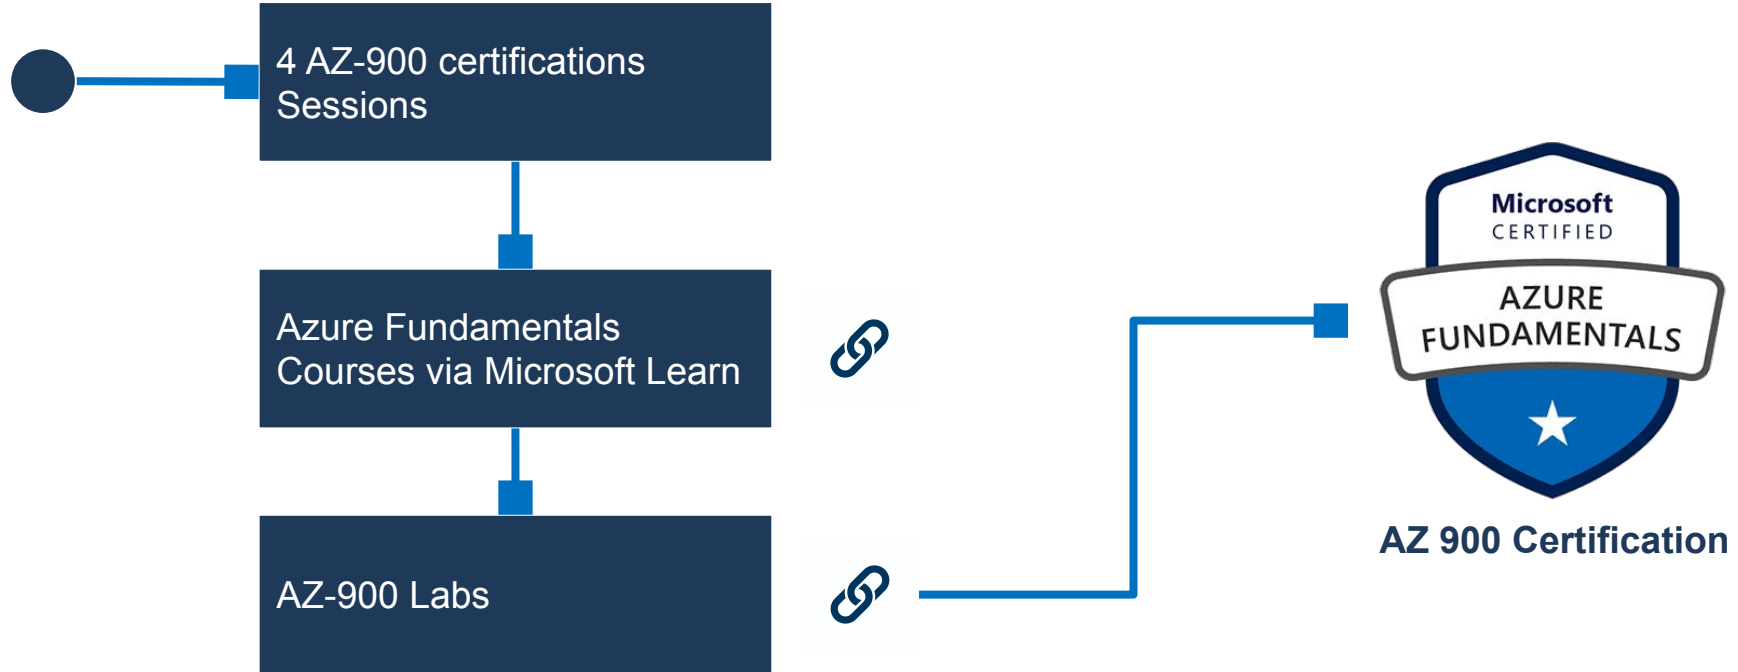 4 AZ-900 certifications
Sessions
Azure Fundamentals
Courses via Microsoft Learn
AZ-900 Labs
Microsoft
CERTIFIED
AZURE
FUNDAMENTALS
AZ 900 Certification